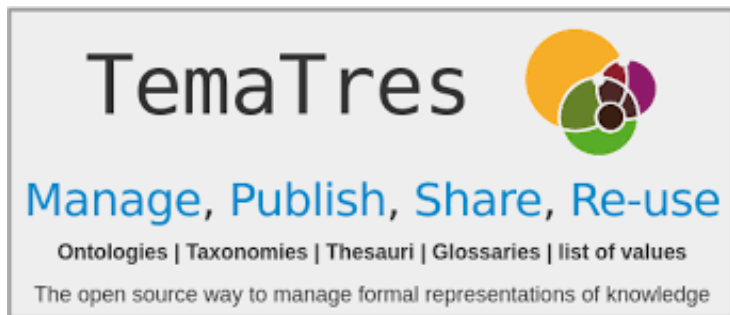 TemaTres
Manage, Publish, Share, Re-use
Ontologies | Taxonomies | Thesauri | Glossaries | list of values
The open source way to manage formal representations of knowledge